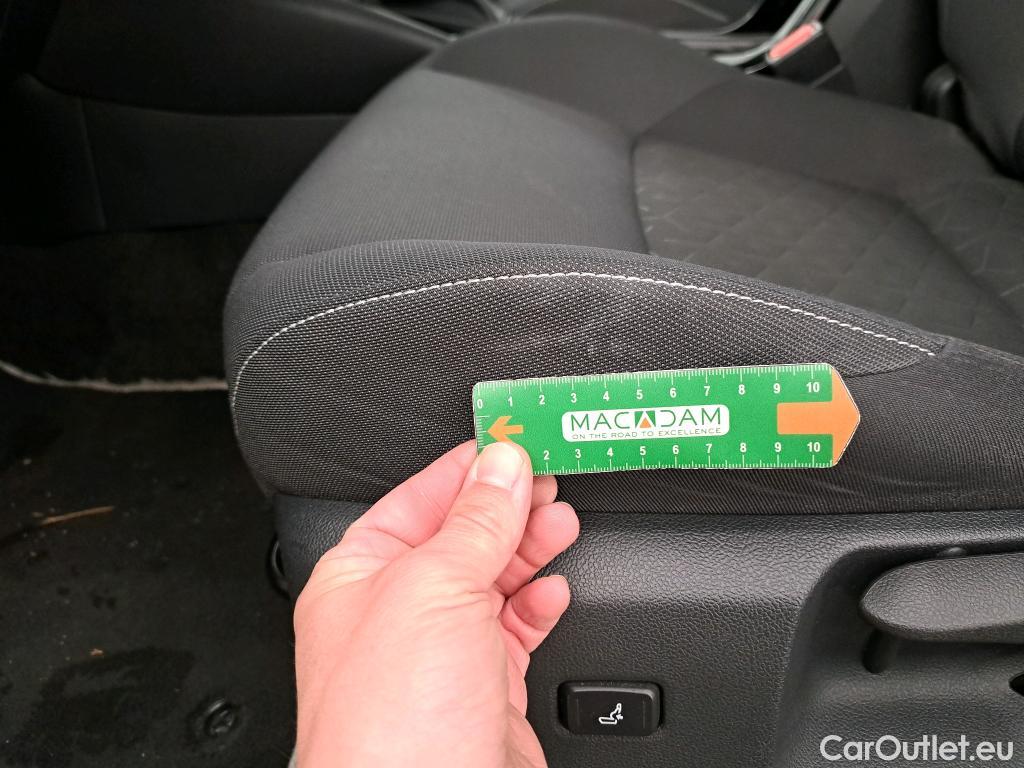 0 1 2 3 4 5 6 7 8 9 10
MACADAM
ON THE ROAD TO EXCELLENCE
2 3 4 5 6 7 8 9 10
CarOutlet.eu